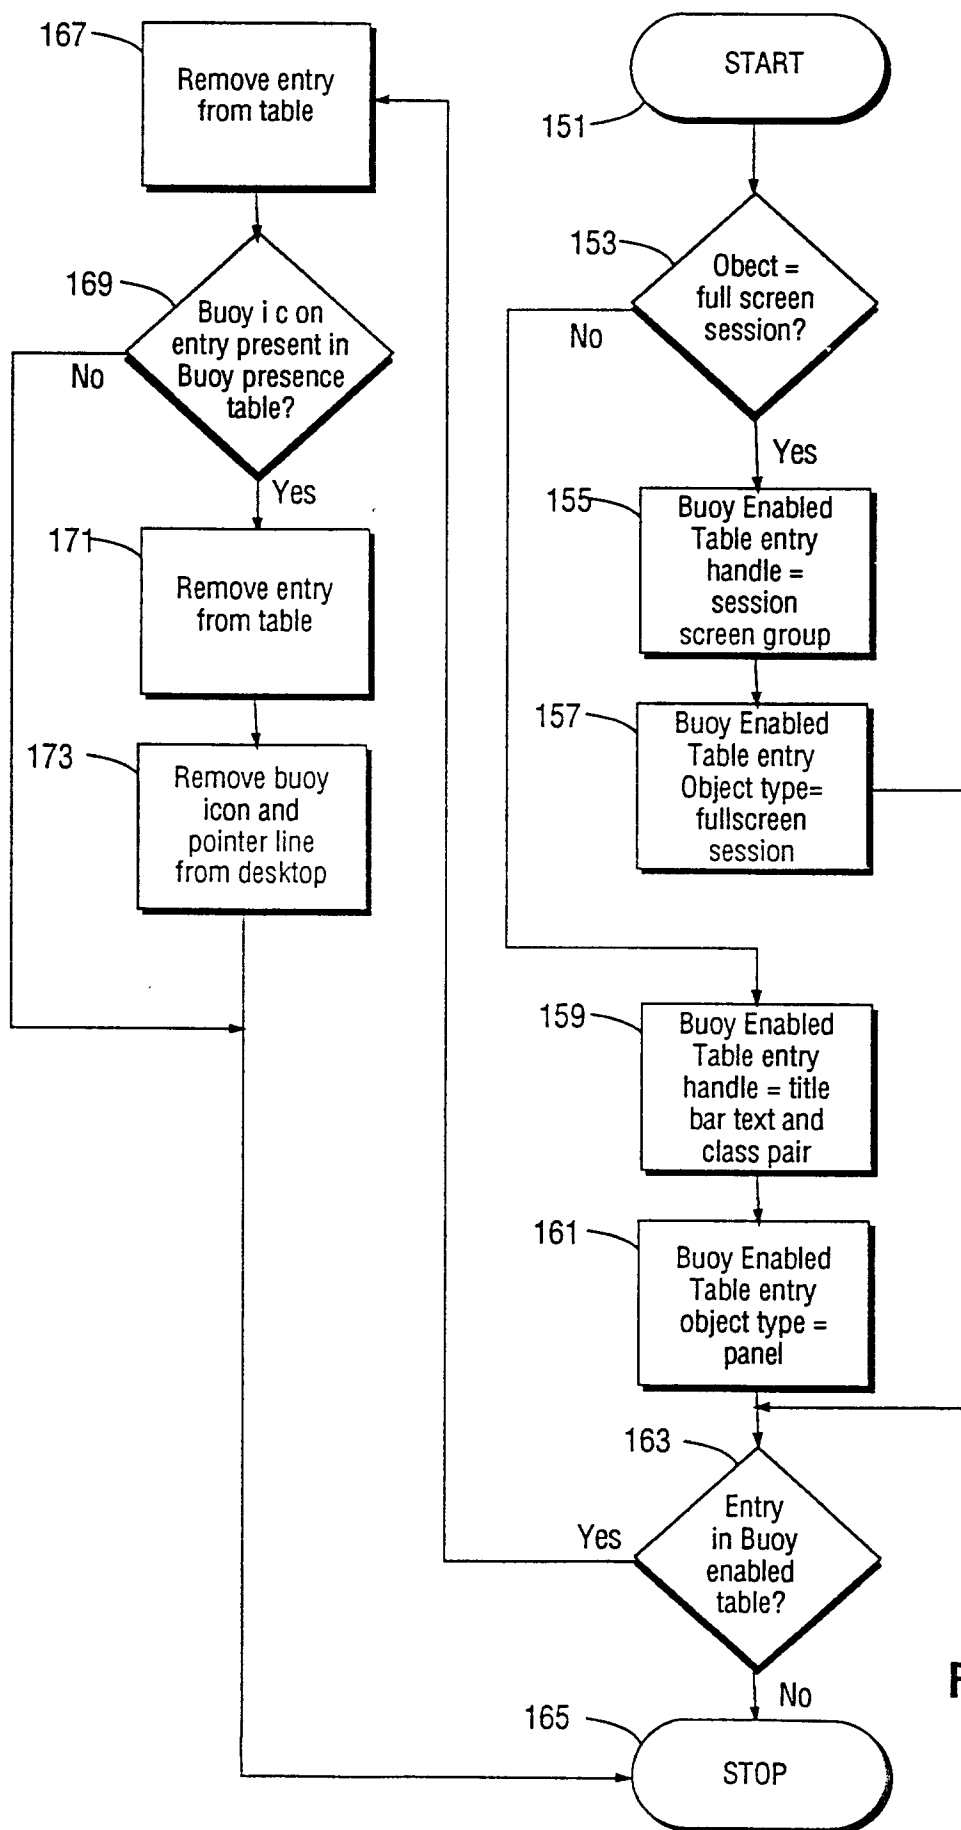 START
151
153
Obect =
full screen
session?
No
Yes
155
Buoy Enabled
Table entry
handle =
session
screen group
157
Buoy Enabled
Table entry
Object type=
fullscreen
session
159
Buoy Enabled
Table entry
handle = title
bar text and
class pair
161
Buoy Enabled
Table entry
object type =
panel
163
Entry
in Buoy
enabled
table?
Yes
No
165
STOP
167
Remove entry
from table
169
Buoy i c on
entry present in
Buoy presence
table?
No
Yes
171
Remove entry
from table
173
Remove buoy
icon and
pointer line
from desktop